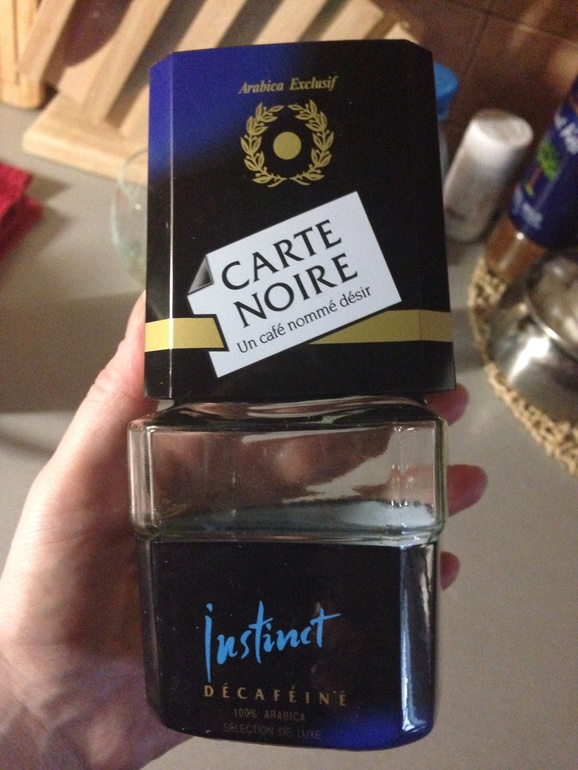 Arabica Exclusif
CARTE
NOIRE
Un café nommé désir
Instinct
DÉCAFÉINÉ
100% ARABICA
SÉLECTION DE LUXE